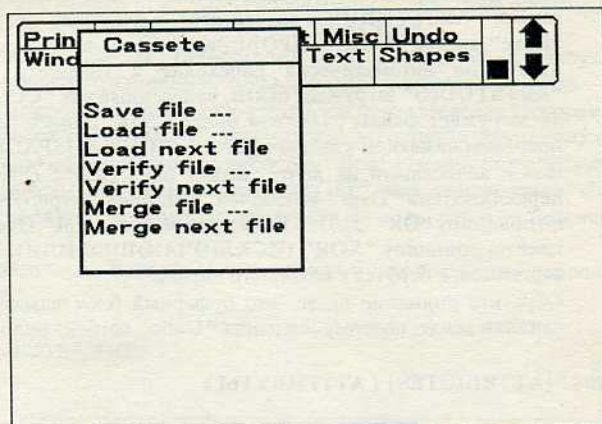 Prin t Misc Undo
Wind Text Shapes
Cassete
Save file ...
Load file ...
Load next file
Verify file ...
Verify next file
Merge file ...
Merge next file